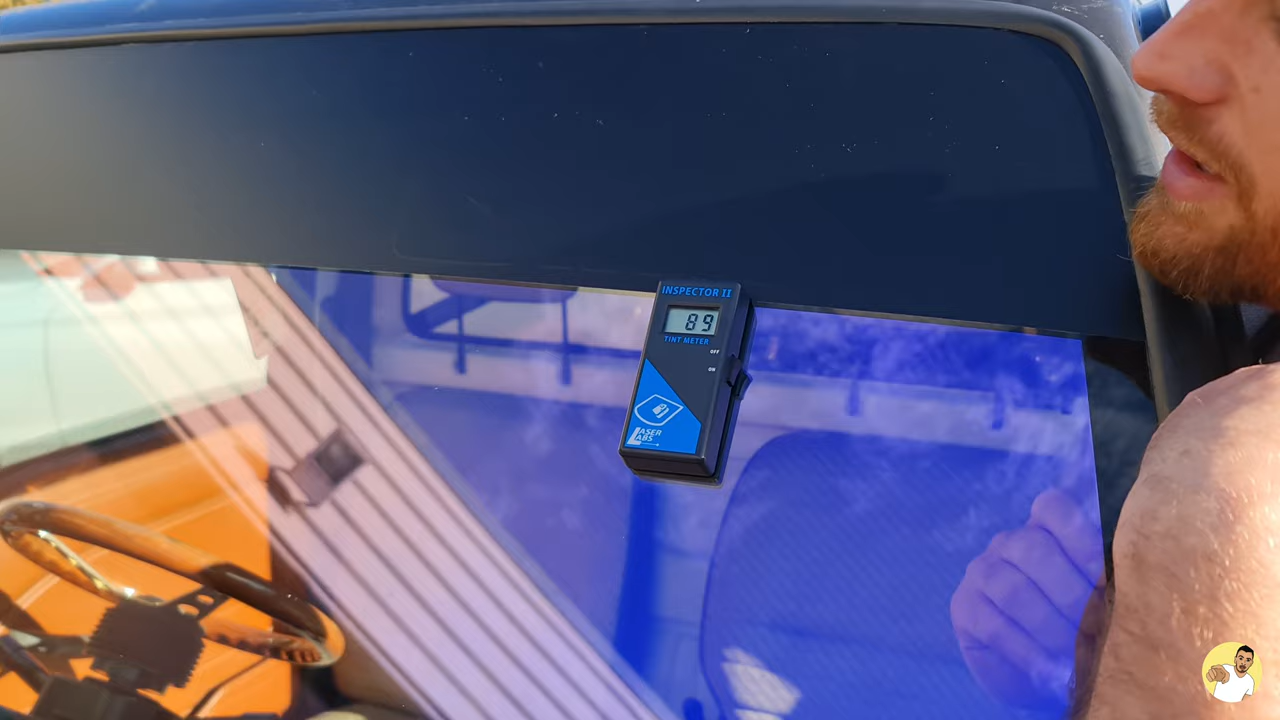 INSPECTOR II
89
TINT METER
OFF
ON
LASER
LABS